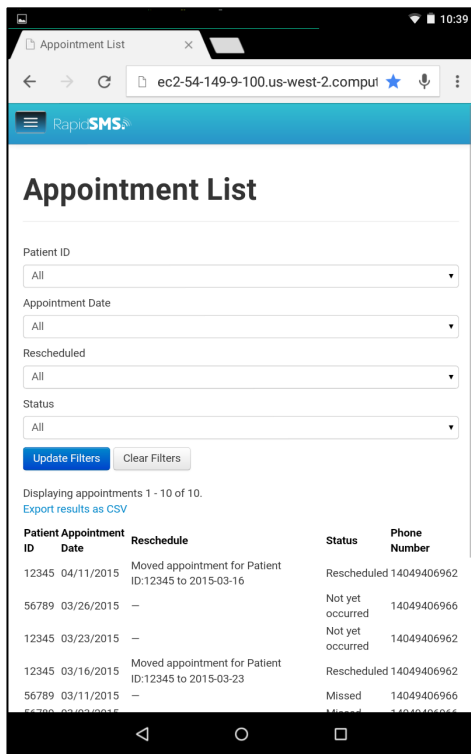 10:39
Appointment List
ec2-54-149-9-100.us-west-2.comput
RapidSMS
Appointment List
Patient ID
All
Appointment Date
All
Rescheduled
All
Status
All
Update Filters Clear Filters
Displaying appointments 1 - 10 of 10.
Export results as CSV
Patient ID Appointment Date Reschedule Status Phone Number
12345 04/11/2015 Moved appointment for Patient ID:12345 to 2015-03-16 Rescheduled 14049406962
56789 03/26/2015 — Not yet occurred 14049406966
12345 03/23/2015 — Not yet occurred 14049406962
12345 03/16/2015 Moved appointment for Patient ID:12345 to 2015-03-23 Rescheduled 14049406962
56789 03/11/2015 — Missed 14049406966